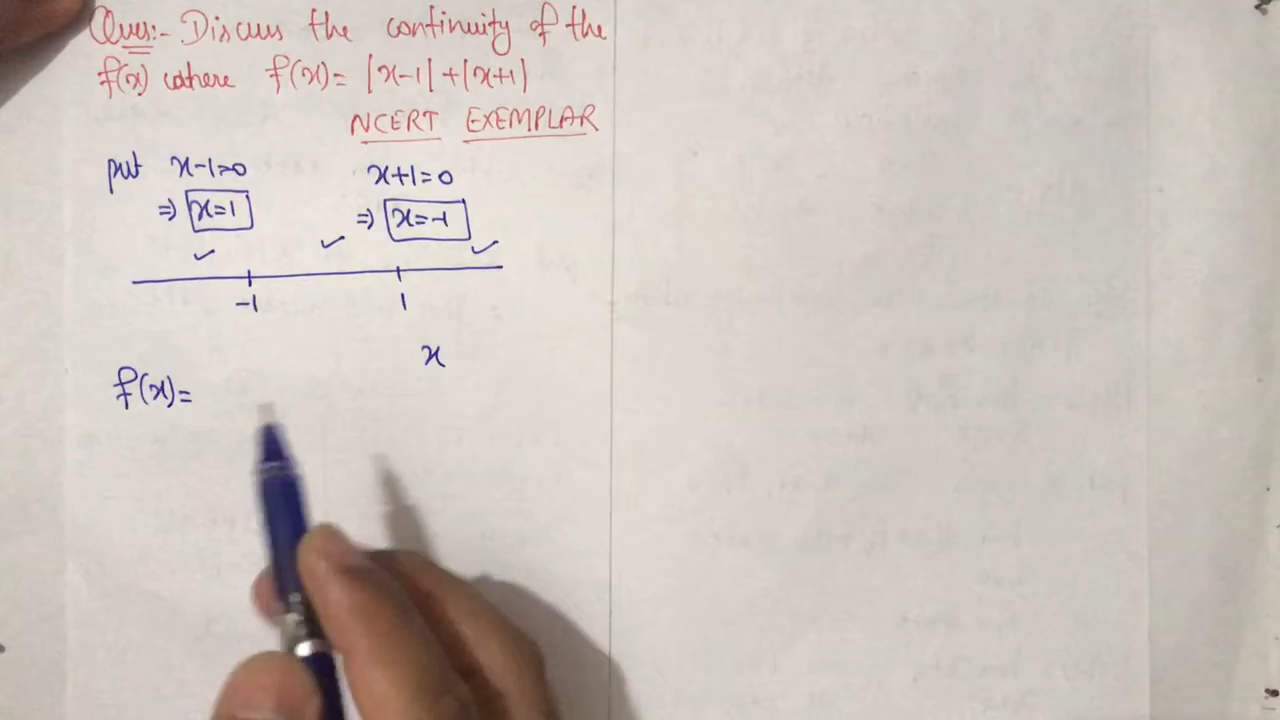 Ques:- Discuss the continuity of the
f(x) where f(x)= |x-1|+|x+1|
NCERT EXEMPLAR
put x-1=0 x+1=0
⇒ x=1 ⇒ x=-1
-1 1
x
f(x)=